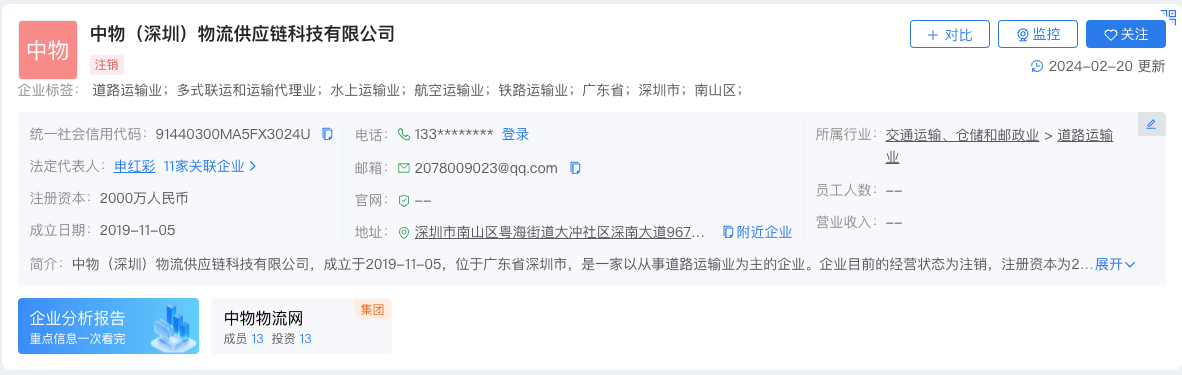 中物
中物（深圳）物流供应链科技有限公司
对比
监控
关注
注销
2024-02-20 更新
企业标签： 道路运输业；多式联运和运输代理业；水上运输业；航空运输业；铁路运输业；广东省；深圳市；南山区；
统一社会信用代码：91440300MA5FX3024U
法定代表人：申红彩 11家关联企业
注册资本：2000万人民币
成立日期：2019-11-05
电话：133******** 登录
邮箱：2078009023@qq.com
官网：--
地址：深圳市南山区粤海街道大冲社区深南大道967... 附近企业
所属行业：交通运输、仓储和邮政业 > 道路运输
业
员工人数：--
营业收入：--
简介：中物（深圳）物流供应链科技有限公司，成立于2019-11-05，位于广东省深圳市，是一家以从事道路运输业为主的企业。企业目前的经营状态为注销，注册资本为2...展开
企业分析报告
重点信息一次看完
中物物流网
集团
成员 13 投资 13